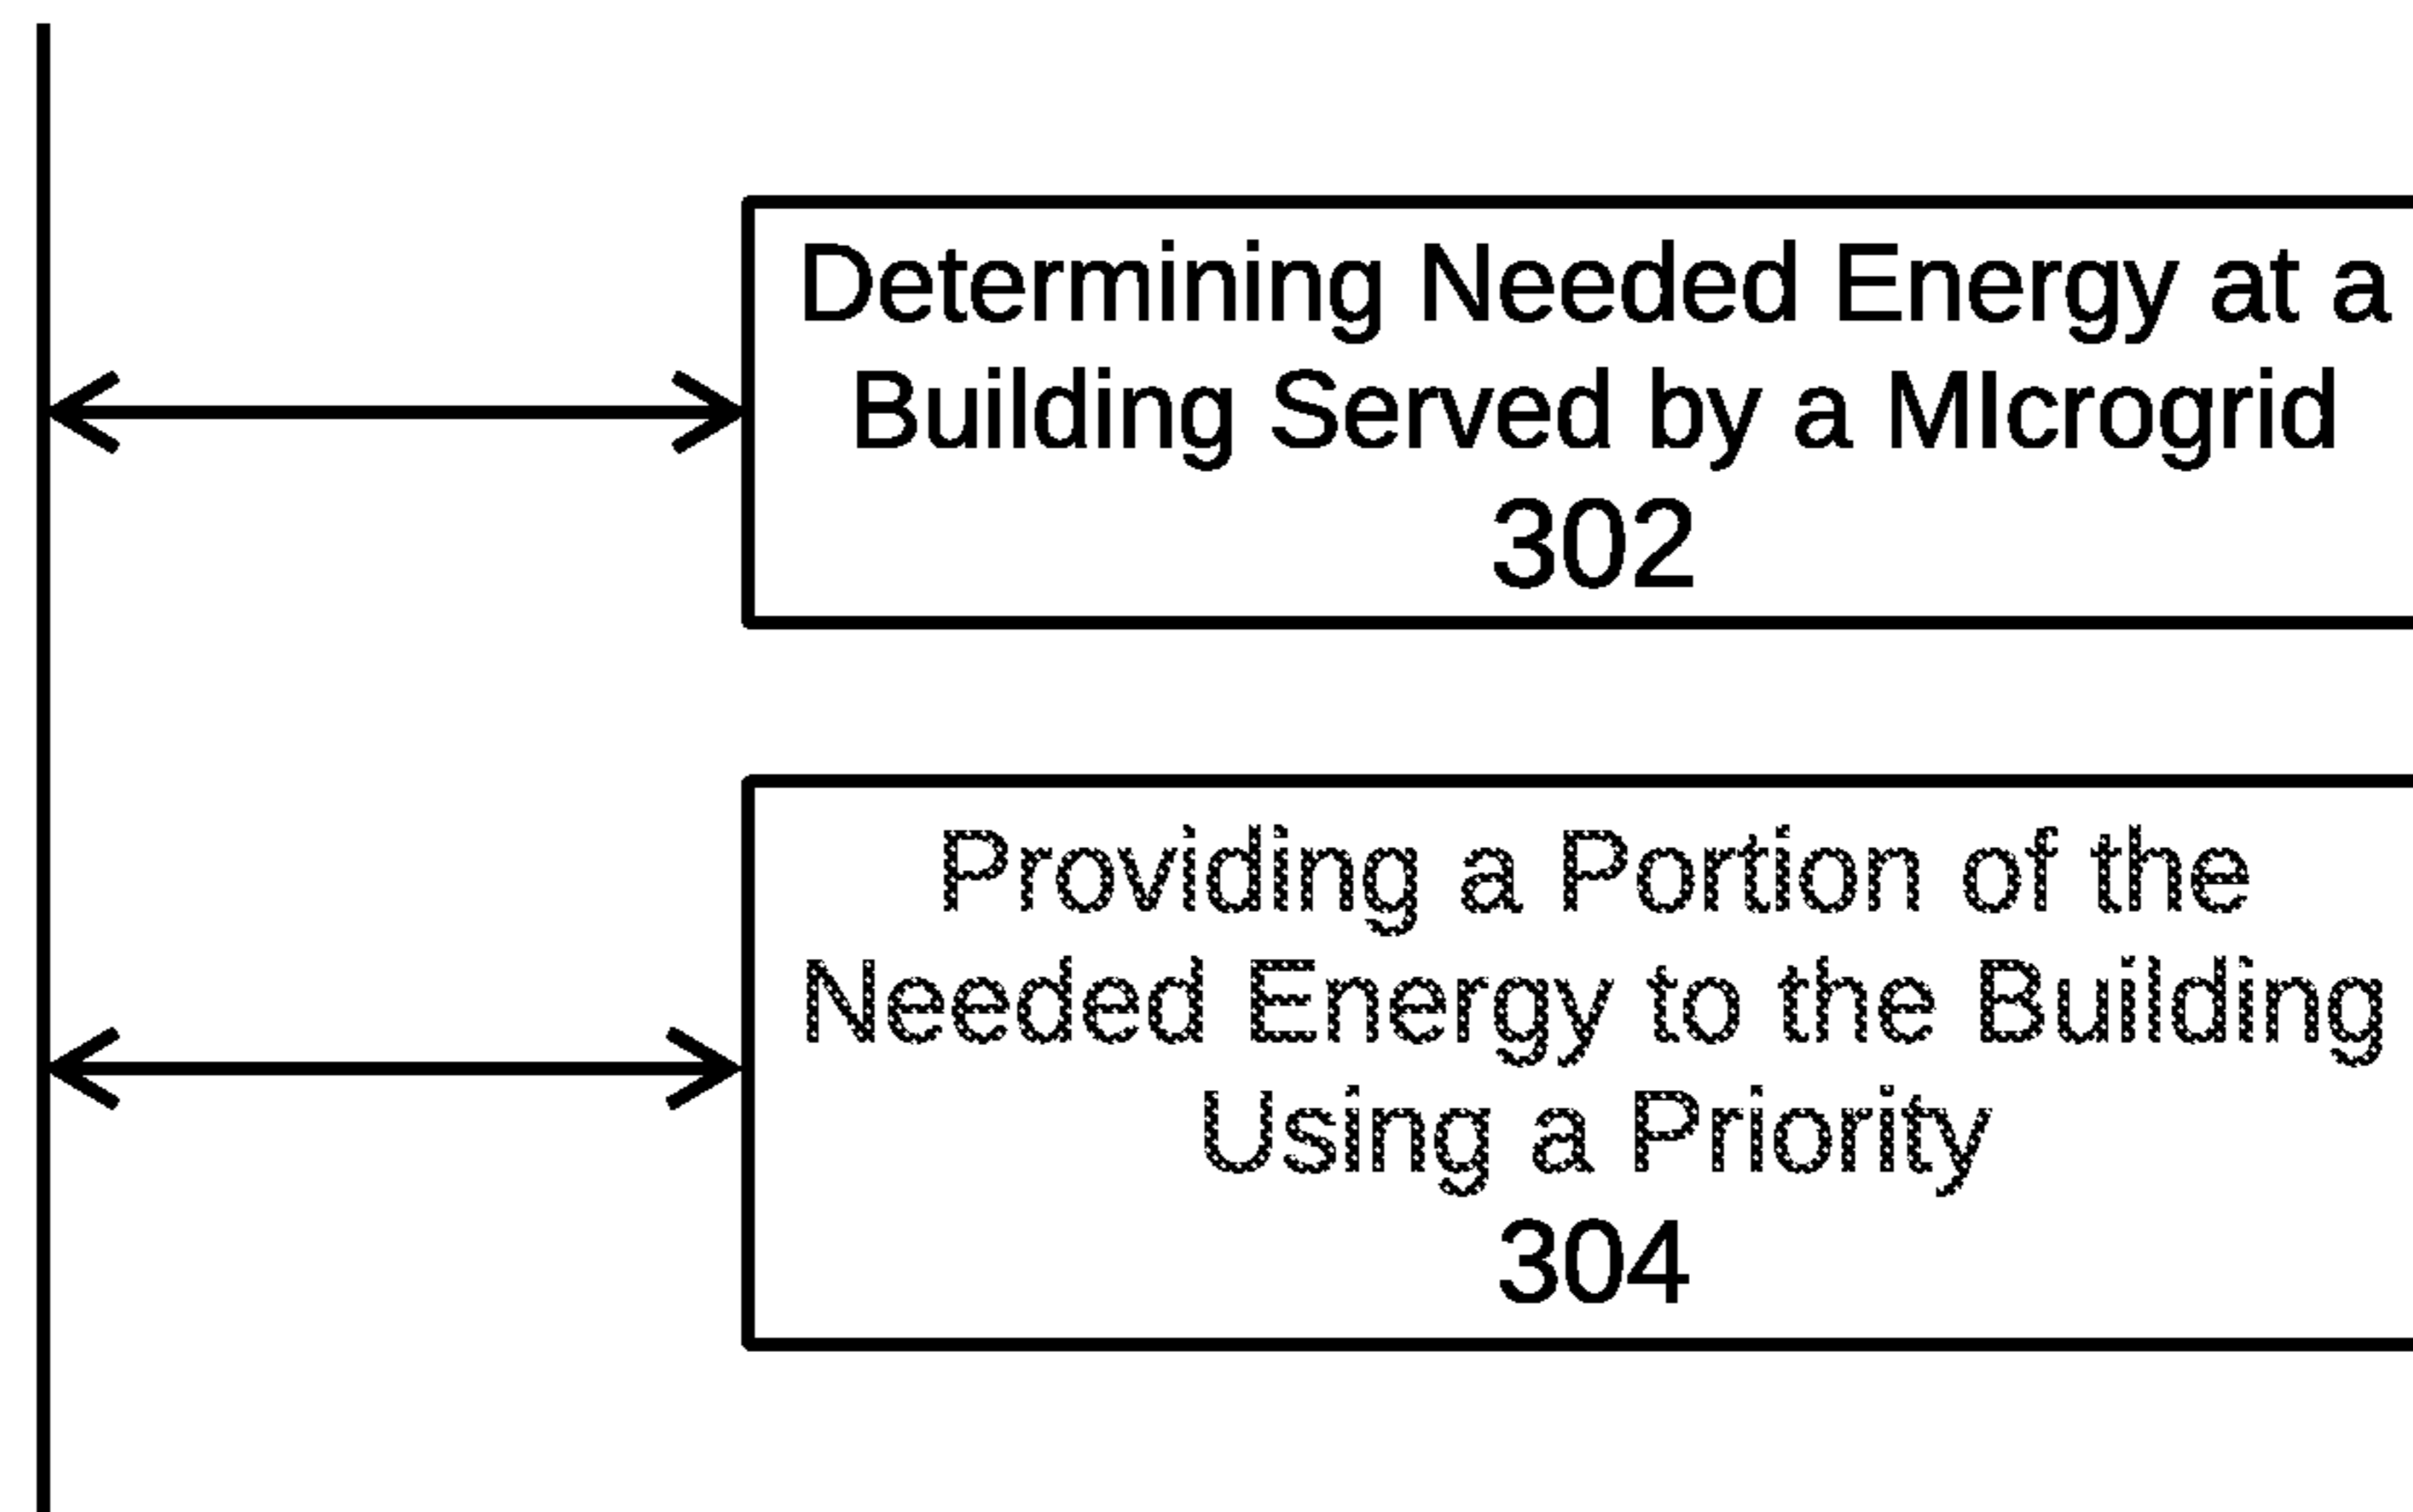 Determining Needed Energy at a
Building Served by a MIcrogrid
302
Providing a Portion of the
Needed Energy to the Building
Using a Priority
304